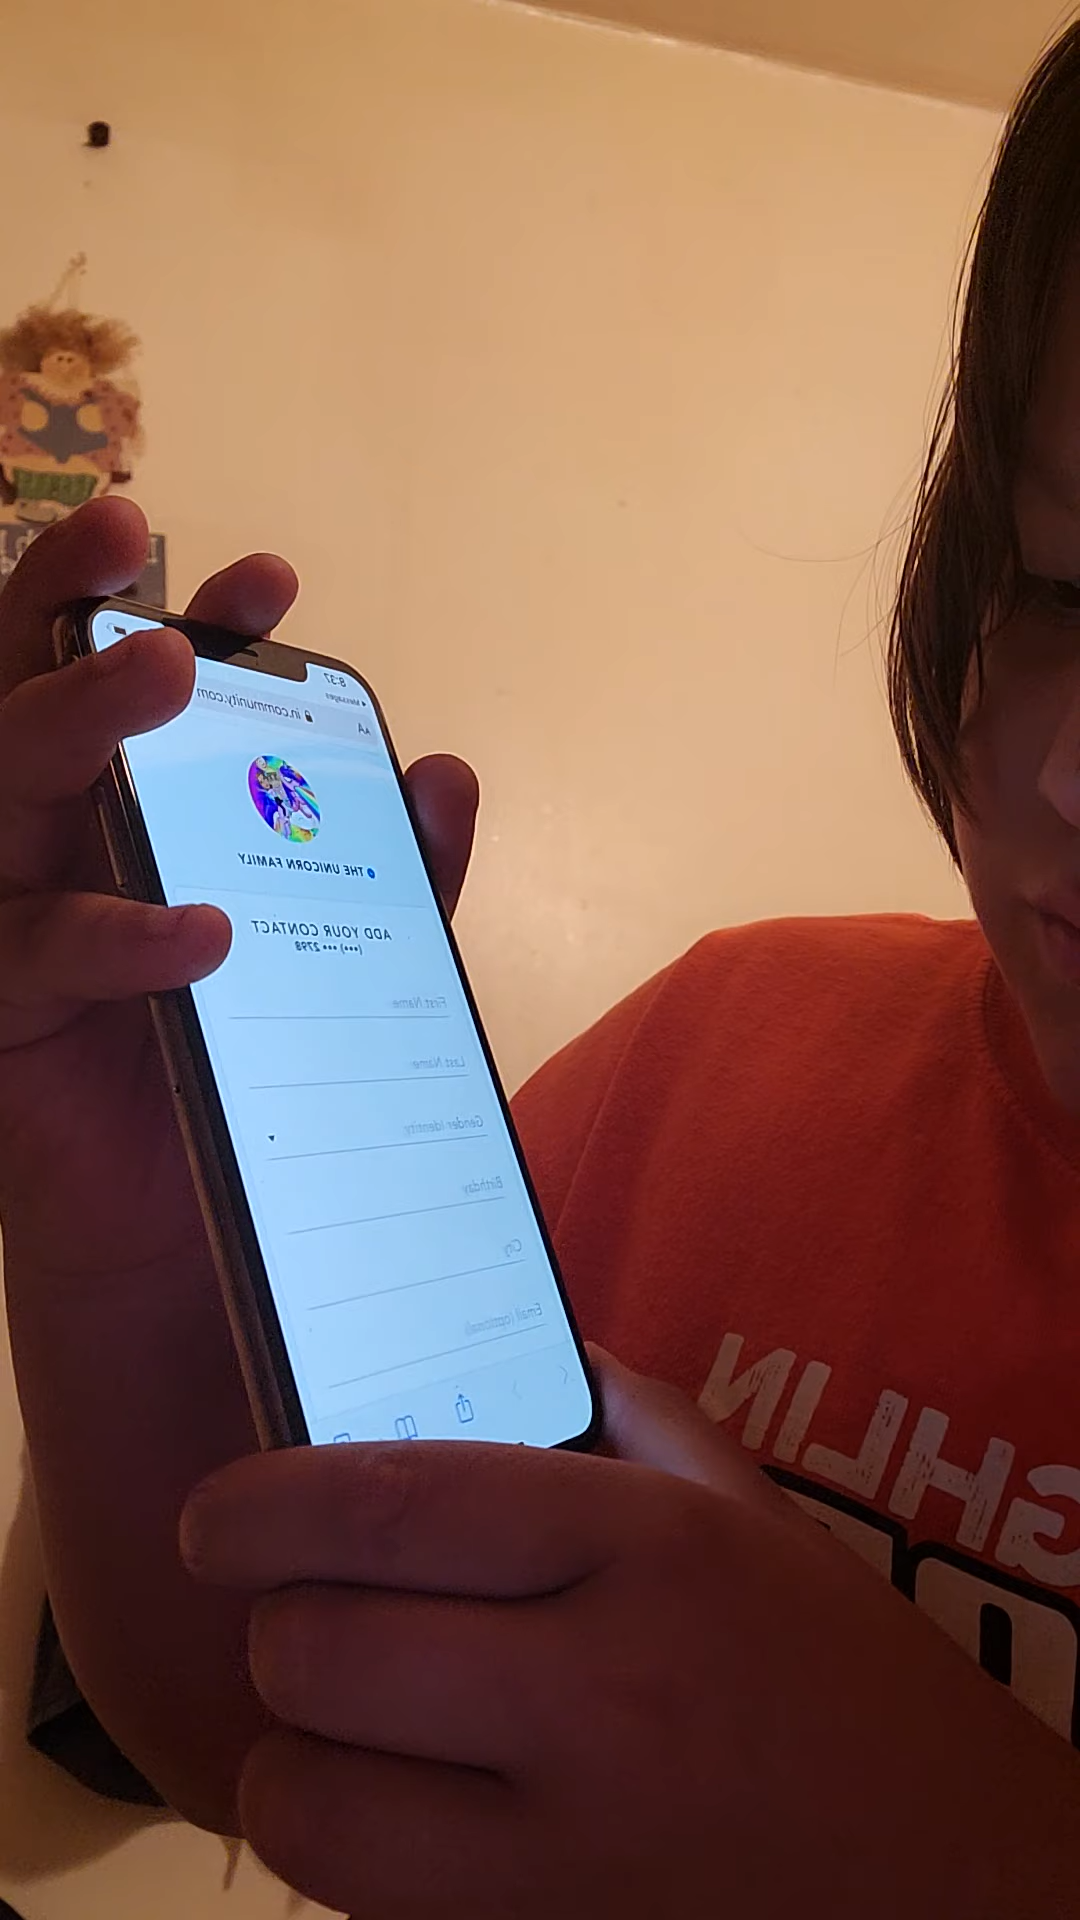 8:37
Messages
AA in.community.com
THE UNICORN FAMILY
ADD YOUR CONTACT
(•••) ••• 2798
First Name
Last Name
Gender Identity
Birthday
City
Email (optional)
GHLIN